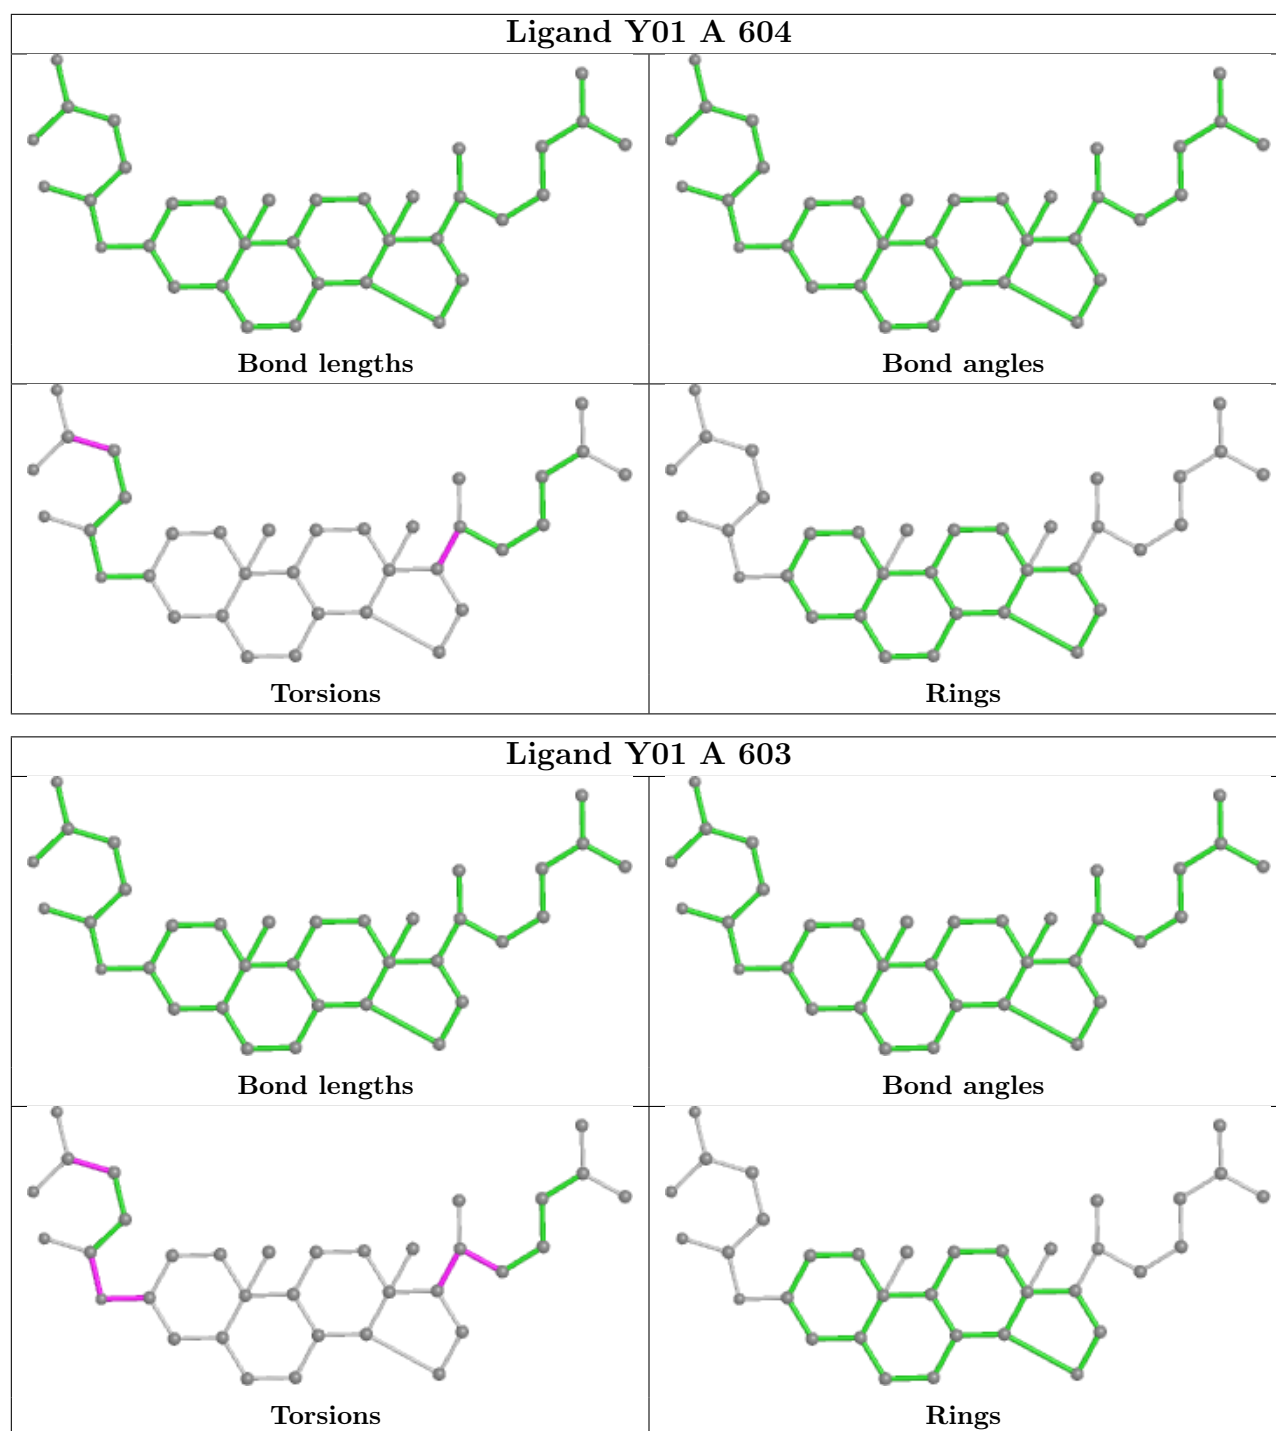 Ligand Y01 A 604
Bond lengths
Bond angles
Torsions
Rings
Ligand Y01 A 603
Bond lengths
Bond angles
Torsions
Rings